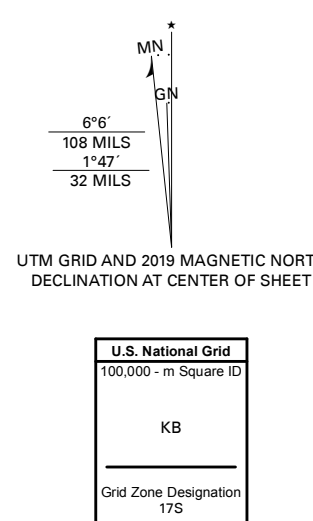 MN
GN
6°6´
108 MILS
1°47´
32 MILS
UTM GRID AND 2019 MAGNETIC NORT
DECLINATION AT CENTER OF SHEET
U.S. National Grid
100,000 - m Square ID
KB
Grid Zone Designation
17S